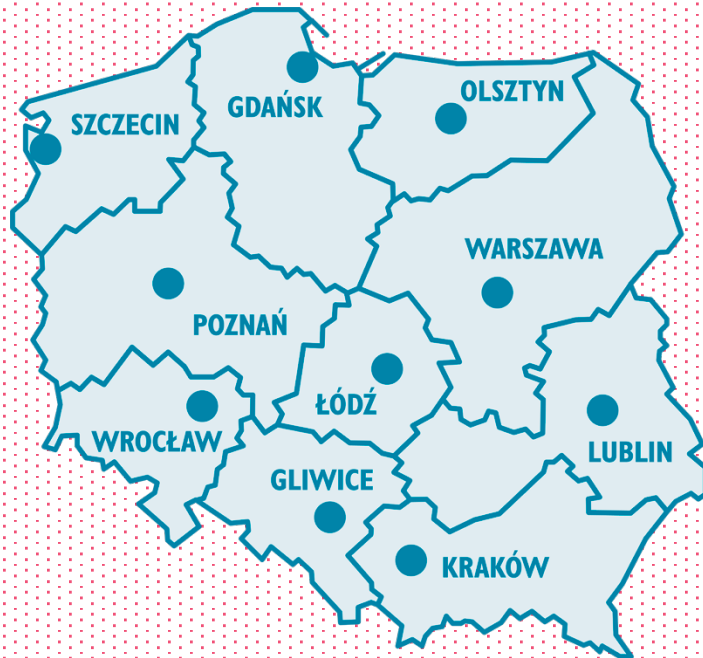 OLSZTYN
GDAŃSK
SZCZECIN
WARSZAWA
POZNAŃ
ŁÓDŹ
WROCŁAW
LUBLIN
GLIWICE
KRAKÓW